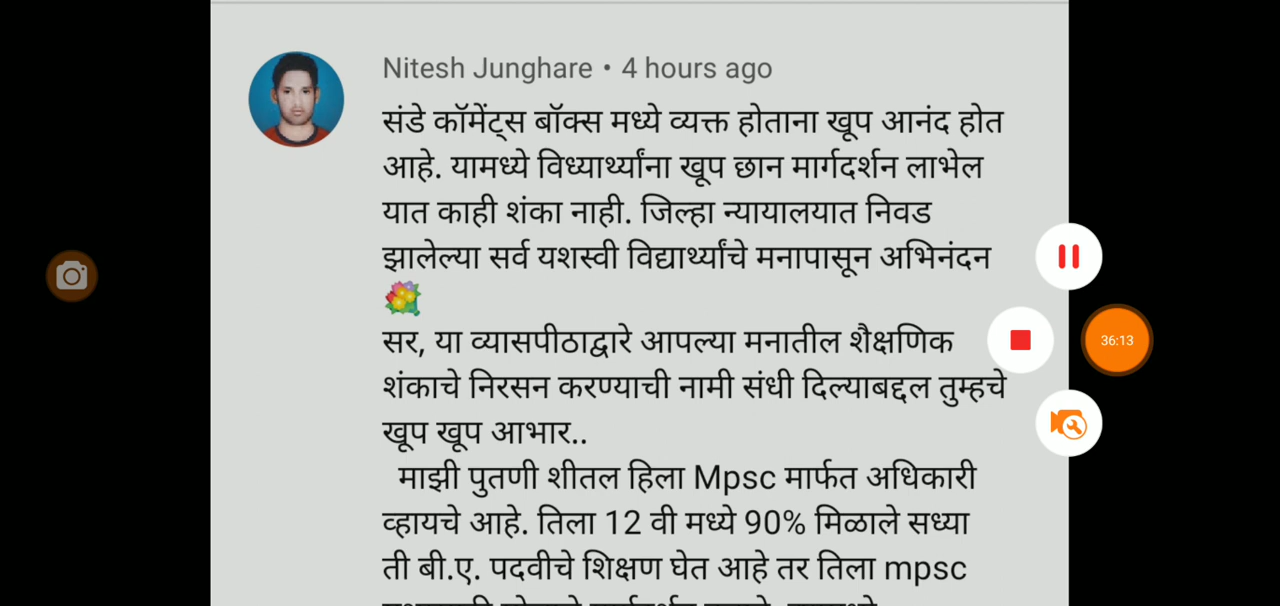 Nitesh Junghare • 4 hours ago
संडे कॉमेंट्स बॉक्स मध्ये व्यक्त होताना खूप आनंद होत
आहे. यामध्ये विध्यार्थ्यांना खूप छान मार्गदर्शन लाभेल
यात काही शंका नाही. जिल्हा न्यायालयात निवड
झालेल्या सर्व यशस्वी विद्यार्थ्यांचे मनापासून अभिनंदन
💐
सर, या व्यासपीठाद्वारे आपल्या मनातील शैक्षणिक
शंकाचे निरसन करण्याची नामी संधी दिल्याबद्दल तुम्हचे
खूप खूप आभार..
माझी पुतणी शीतल हिला Mpsc मार्फत अधिकारी
व्हायचे आहे. तिला 12 वी मध्ये 90% मिळाले सध्या
ती बी.ए. पदवीचे शिक्षण घेत आहे तर तिला mpsc
36:13